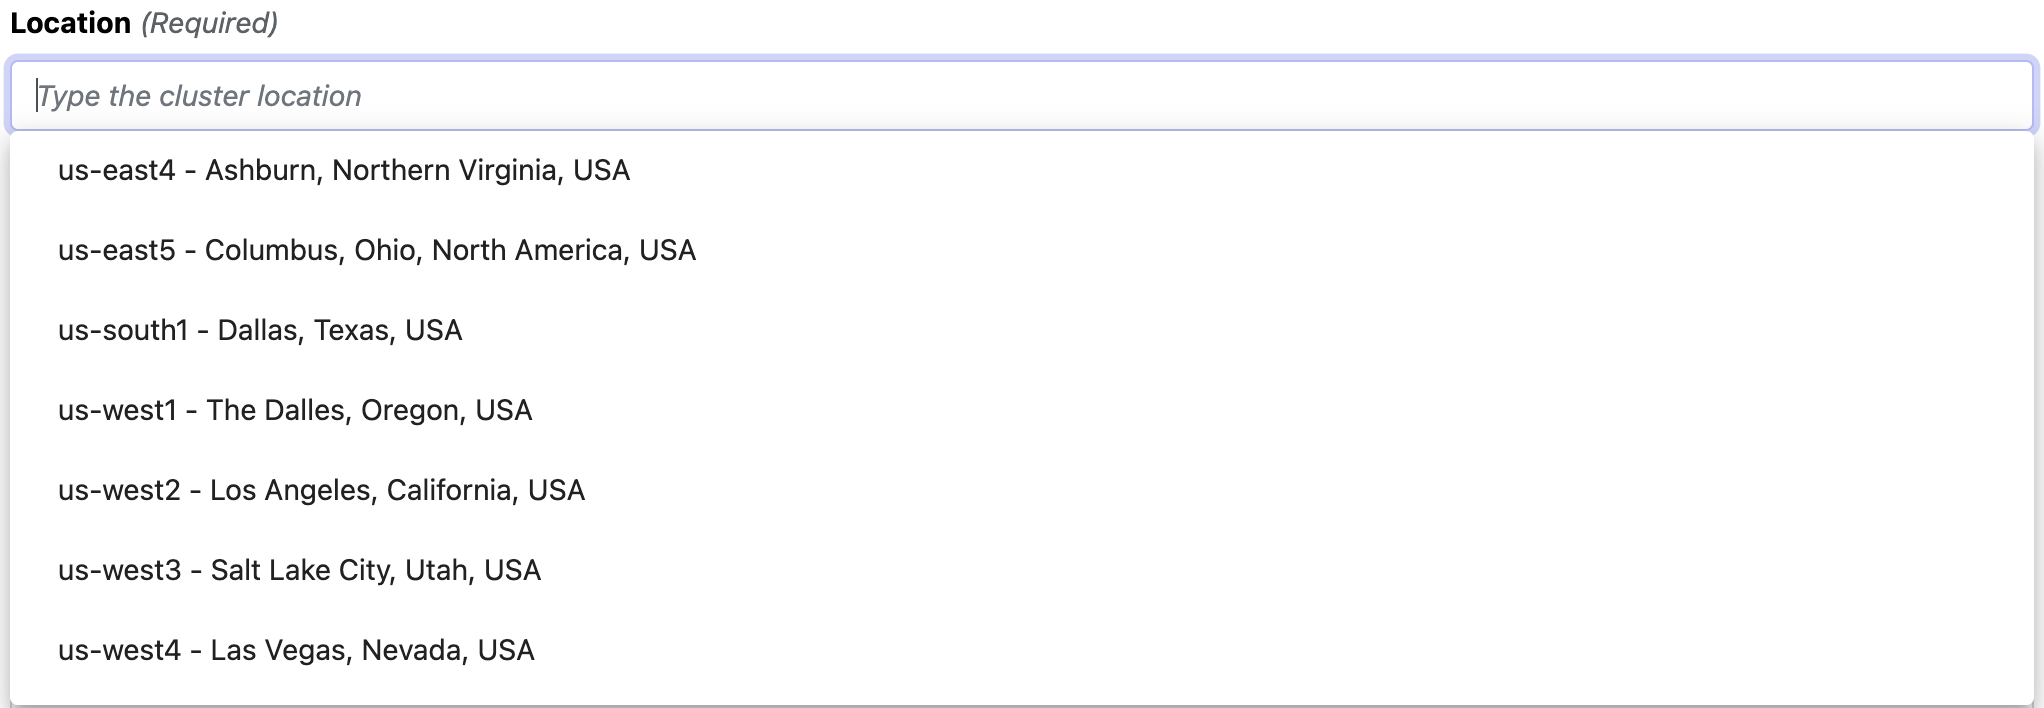 Location (Required)
Type the cluster location
us-east4 - Ashburn, Northern Virginia, USA
us-east5 - Columbus, Ohio, North America, USA
us-south1 - Dallas, Texas, USA
us-west1 - The Dalles, Oregon, USA
us-west2 - Los Angeles, California, USA
us-west3 - Salt Lake City, Utah, USA
us-west4 - Las Vegas, Nevada, USA